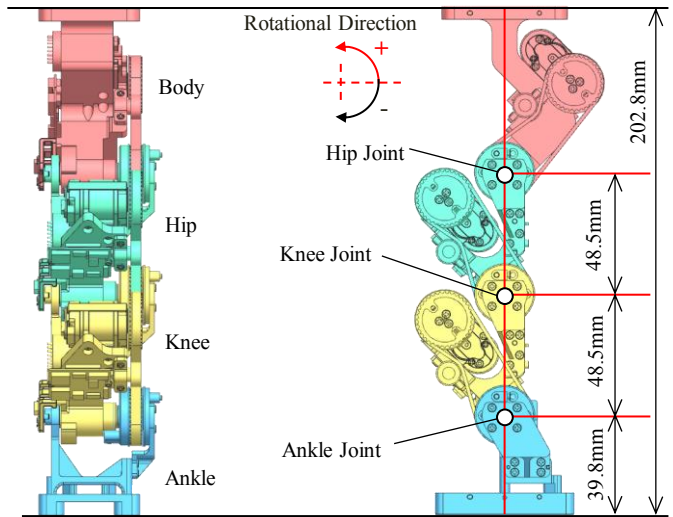 Rotational Direction
+
-
Body
Hip Joint
202.8mm
Hip
48.5mm
Knee Joint
Knee
48.5mm
Ankle Joint
Ankle
39.8mm